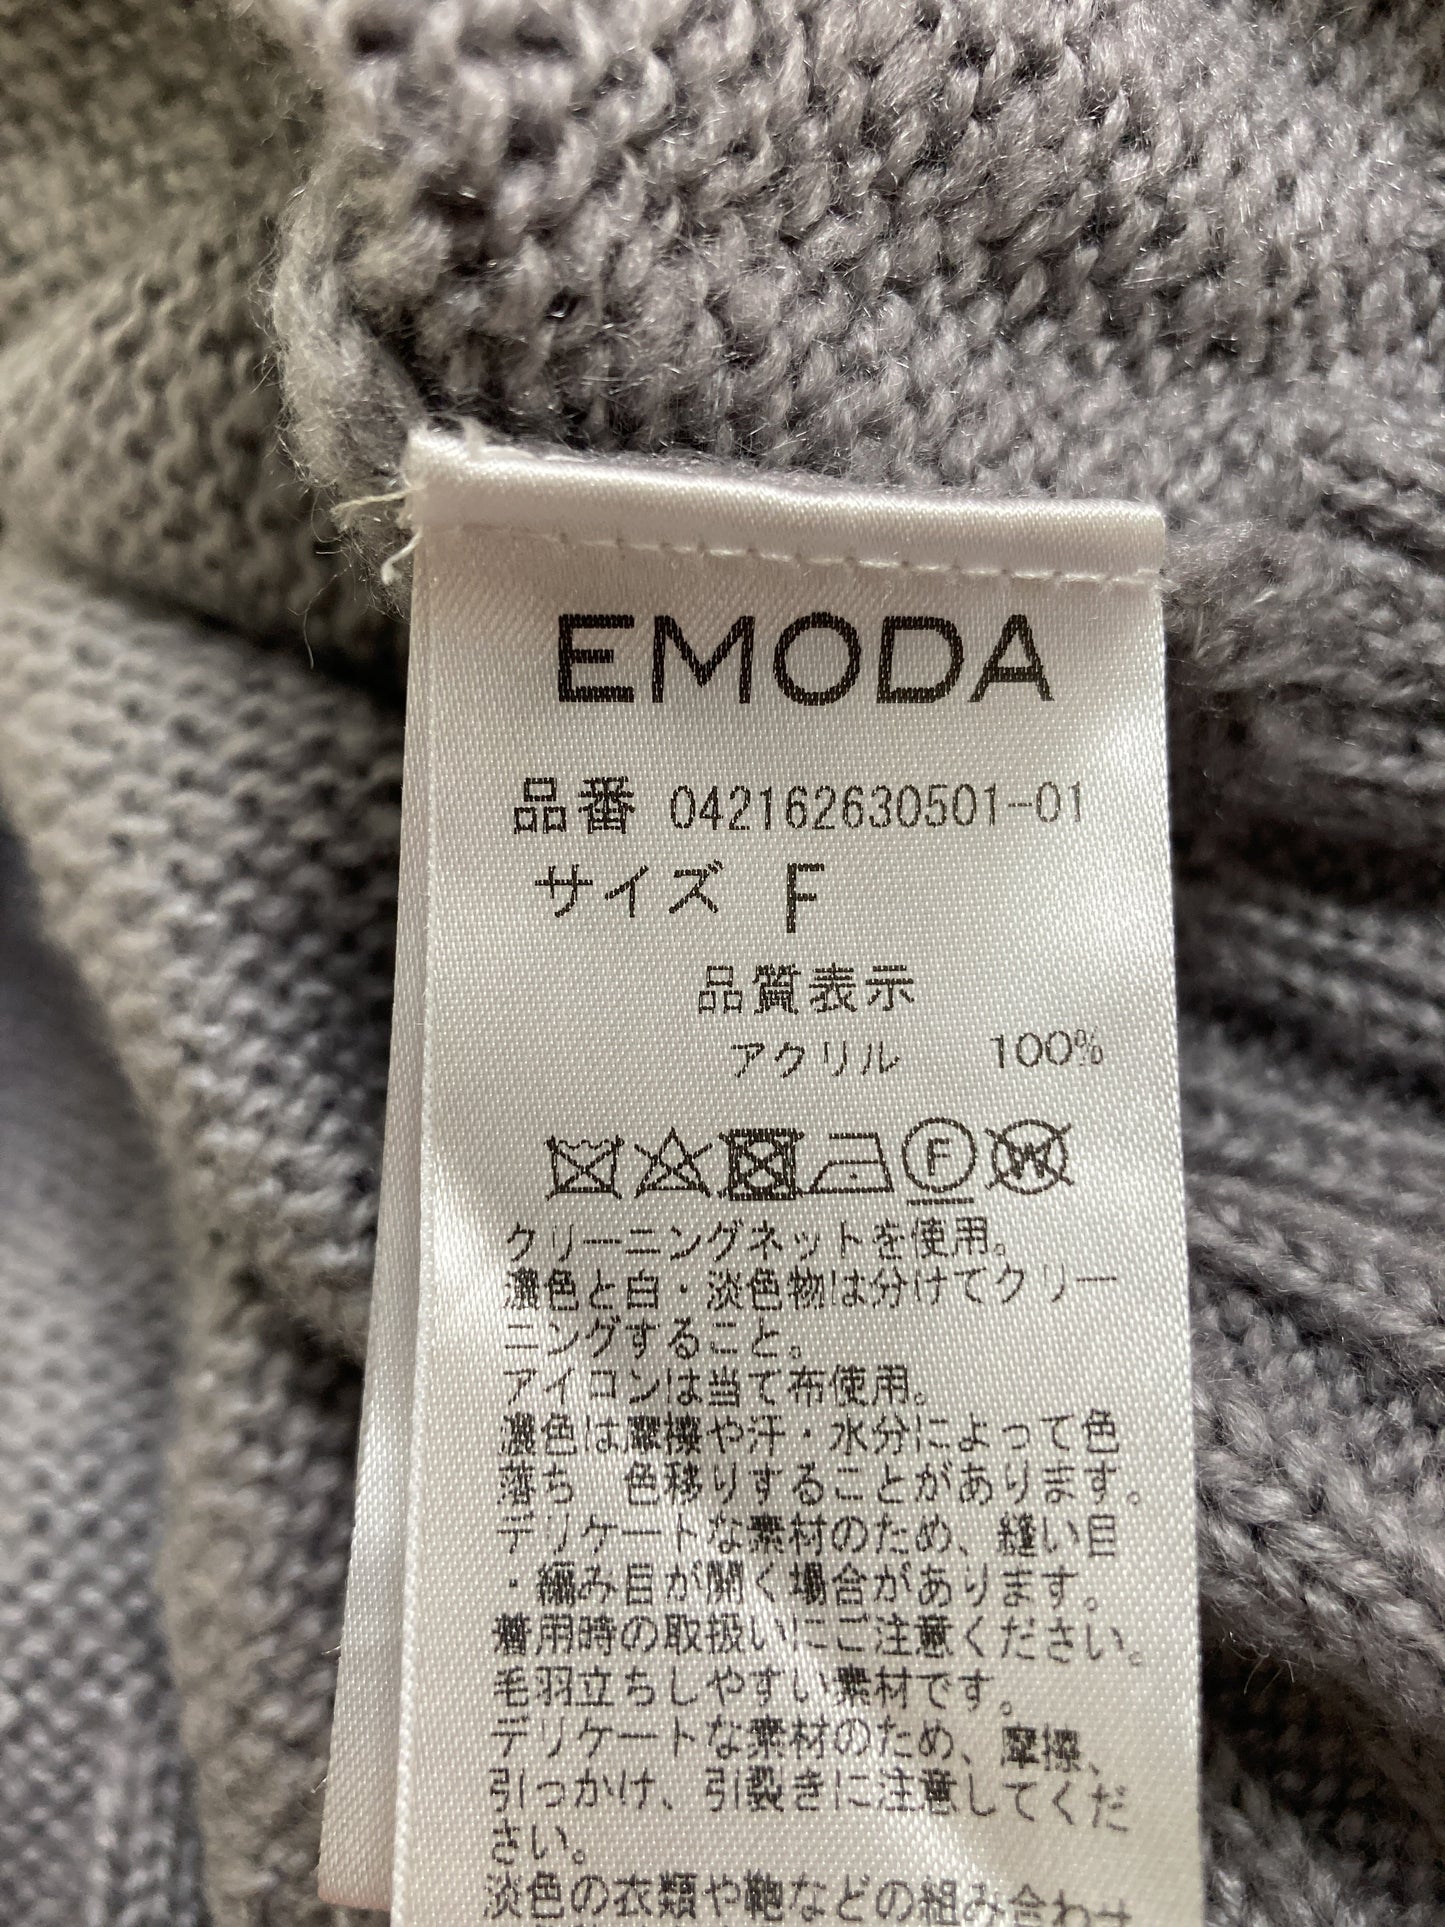 EMODA
品番 042162630501-01
サイズ F
品質表示
アクリル 100%
F W
クリーニングネットを使用。
濃色と白・淡色物は分けてクリー
ニングすること。
アイロンは当て布使用。
濃色は摩擦や汗・水分によって色
落ち 色移りすることがあります。
デリケートな素材のため、縫い目
・編み目が開く場合があります。
着用時の取扱いにご注意ください。
毛羽立ちしやすい素材です。
デリケートな素材のため、摩擦、
引っかけ、引裂きに注意してくだ
さい。
淡色の衣類や鞄などの組み合わせ